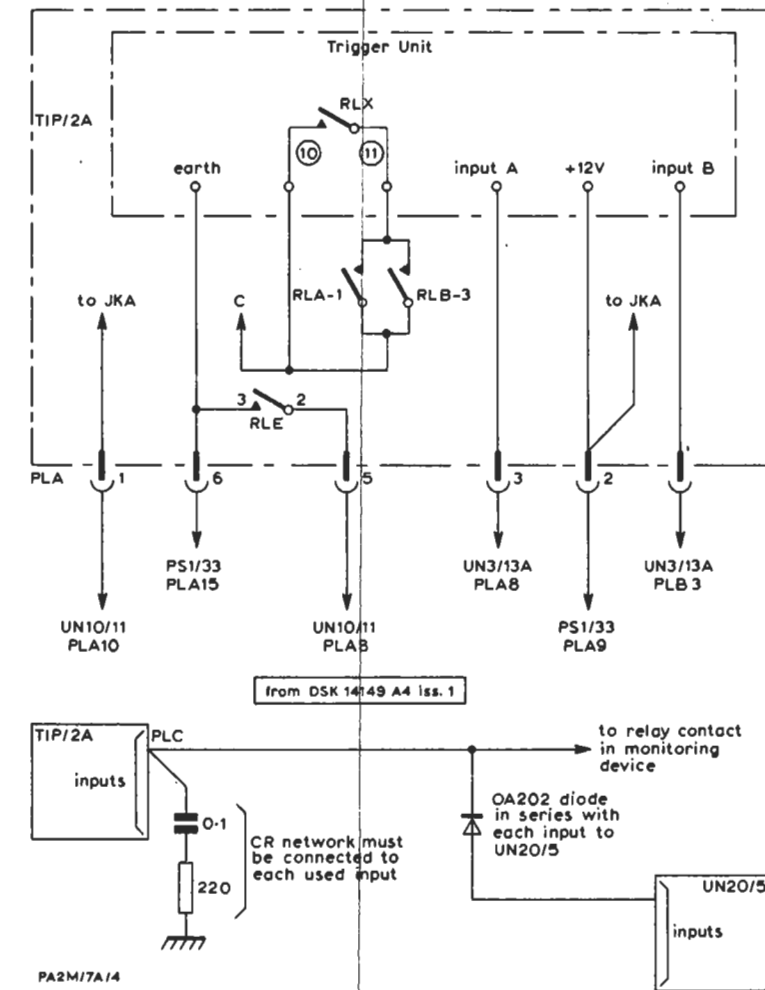 Trigger Unit
TIP/2A
RLX
10
11
earth
input A
+12V
input B
to JKA
C
RLA-1
RLB-3
to JKA
3
2
RLE
PLA
1
6
5
3
2
PS1/33
PLA15
UN3/13A
PLA8
UN3/13A
PLB3
UN10/11
PLA10
UN10/11
PLA8
PS1/33
PLA9
from DSK 14149 A4 iss. 1
TIP/2A
PLC
inputs
to relay contact
in monitoring
device
0·1
220
CR network must
be connected to
each used input
OA202 diode
in series with
each input to
UN20/5
UN20/5
inputs
PA2M/7A/4